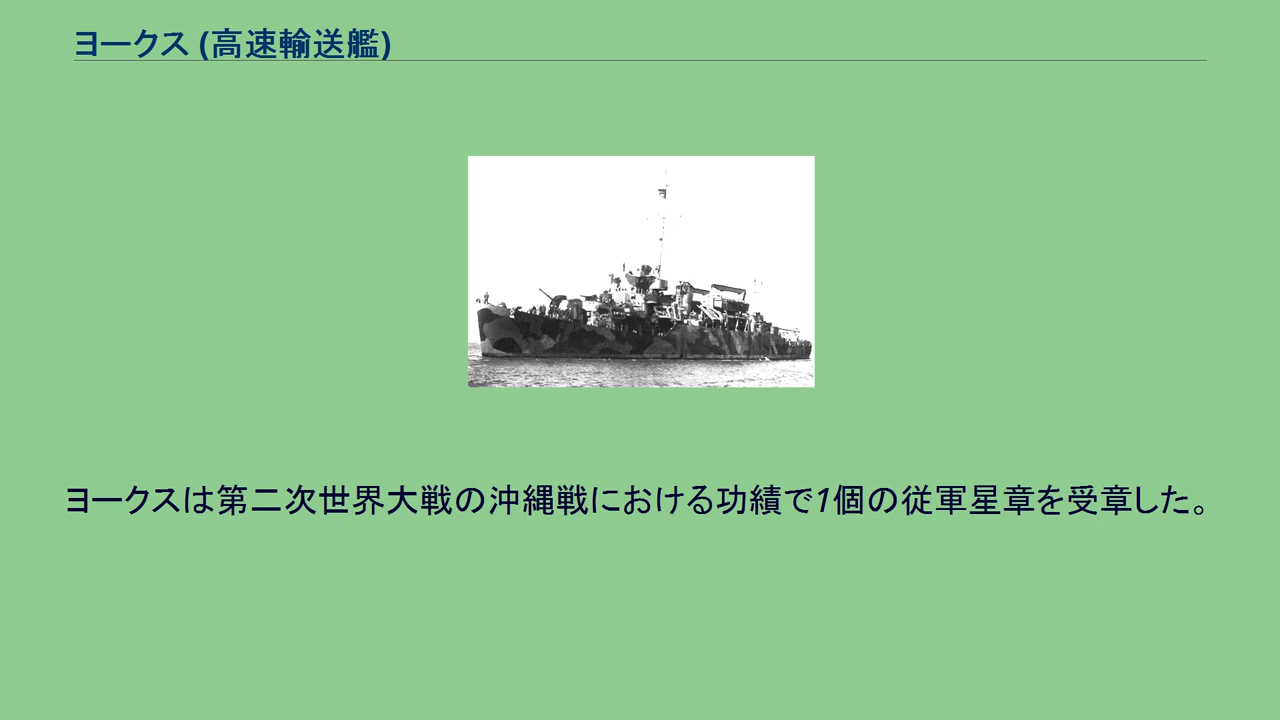 ヨークス (高速輸送艦)
ヨークスは第二次世界大戦の沖縄戦における功績で1個の従軍星章を受章した。